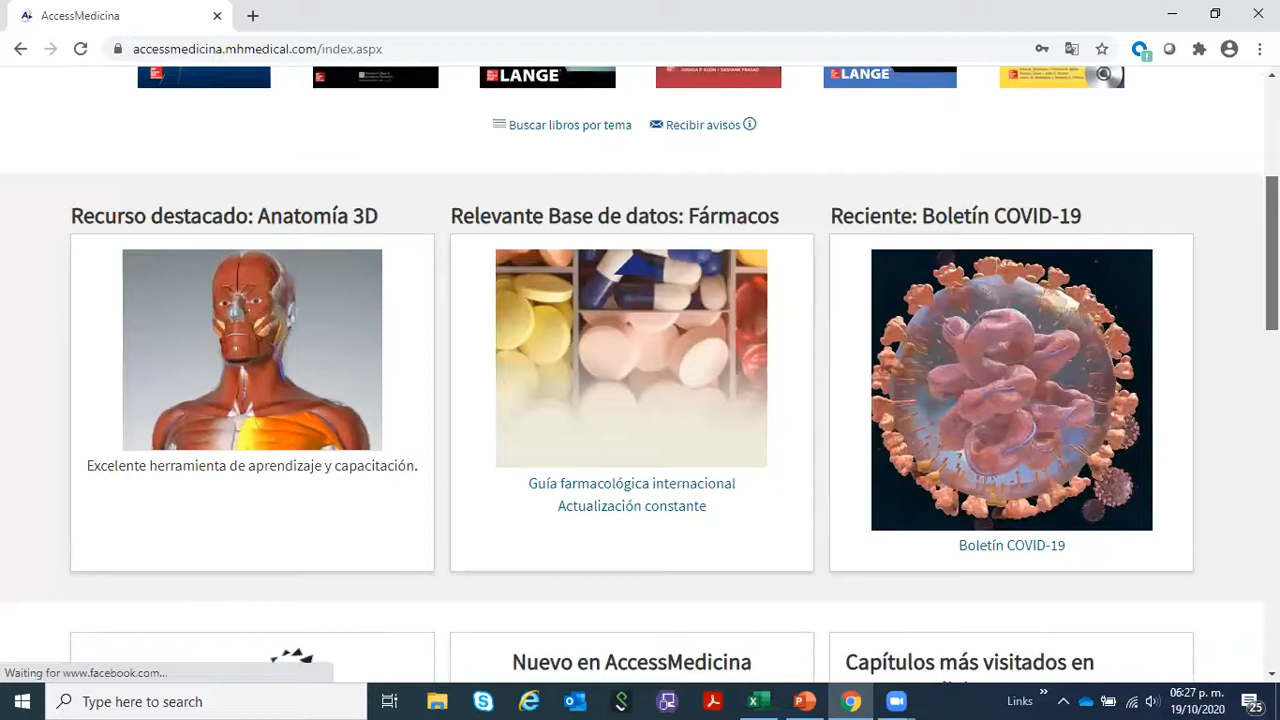 AccessMedicina
accessmedicina.mhmedical.com/index.aspx
LANGE
LANGE
Buscar libros por tema
Recibir avisos
Recurso destacado: Anatomía 3D
Relevante Base de datos: Fármacos
Reciente: Boletín COVID-19
Excelente herramienta de aprendizaje y capacitación.
Guía farmacológica internacional
Actualización constante
Boletín COVID-19
Nuevo en AccessMedicina
Capítulos más visitados en
Waiting for www.facebook.com...
Type here to search
Links
06:27 p. m.
19/10/2020
25